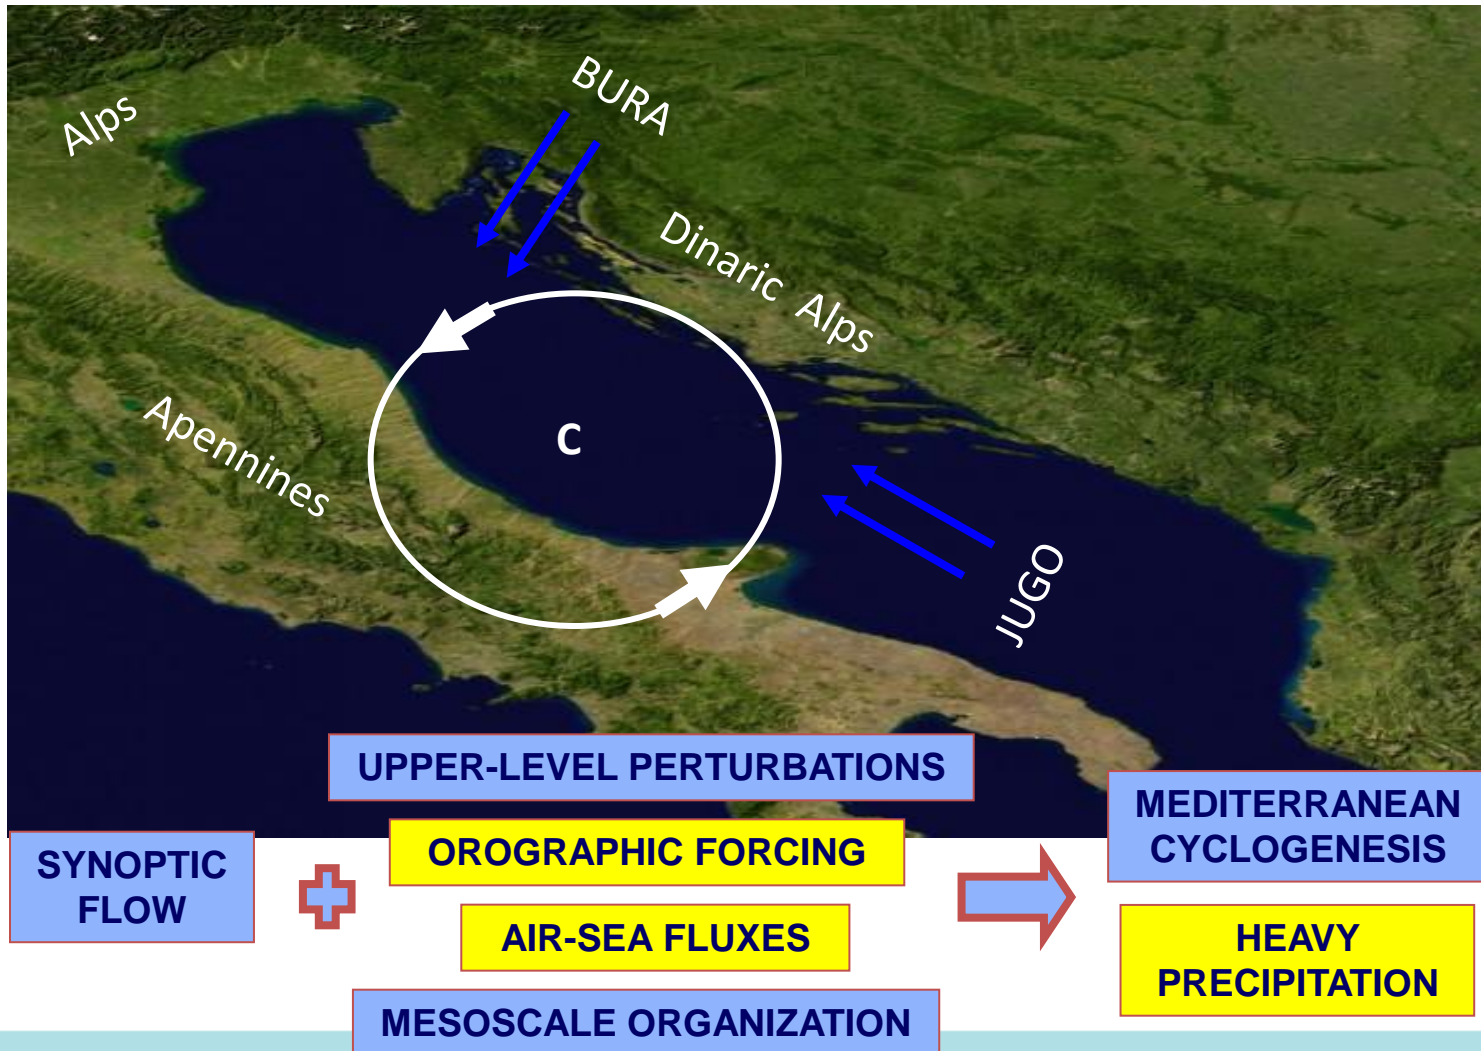 BURA
Alps
Dinaric Alps
Apennines
C
JUGO
UPPER-LEVEL PERTURBATIONS
SYNOPTIC
FLOW
OROGRAPHIC FORCING
AIR-SEA FLUXES
MESOSCALE ORGANIZATION
MEDITERRANEAN
CYCLOGENESIS
HEAVY
PRECIPITATION